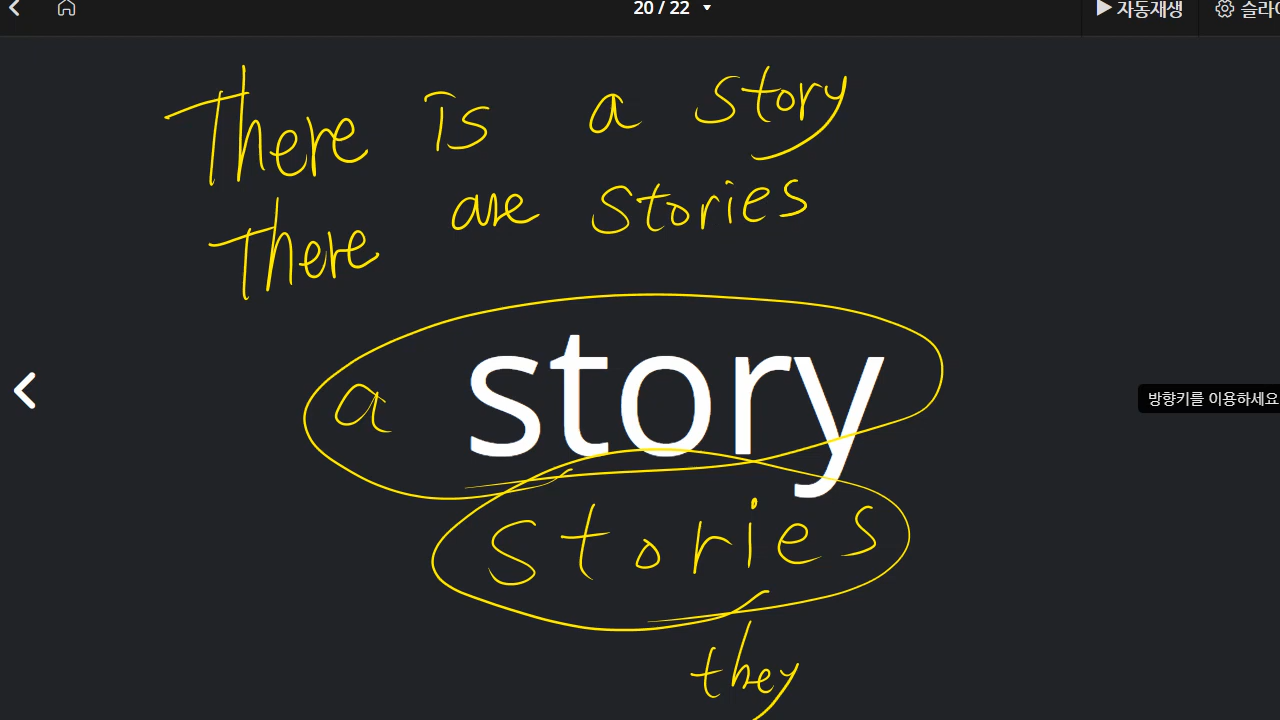 20 / 22
▶ 자동재생
슬라이
There is a story
There are stories
a story
방향키를 이용하세요
stories
they